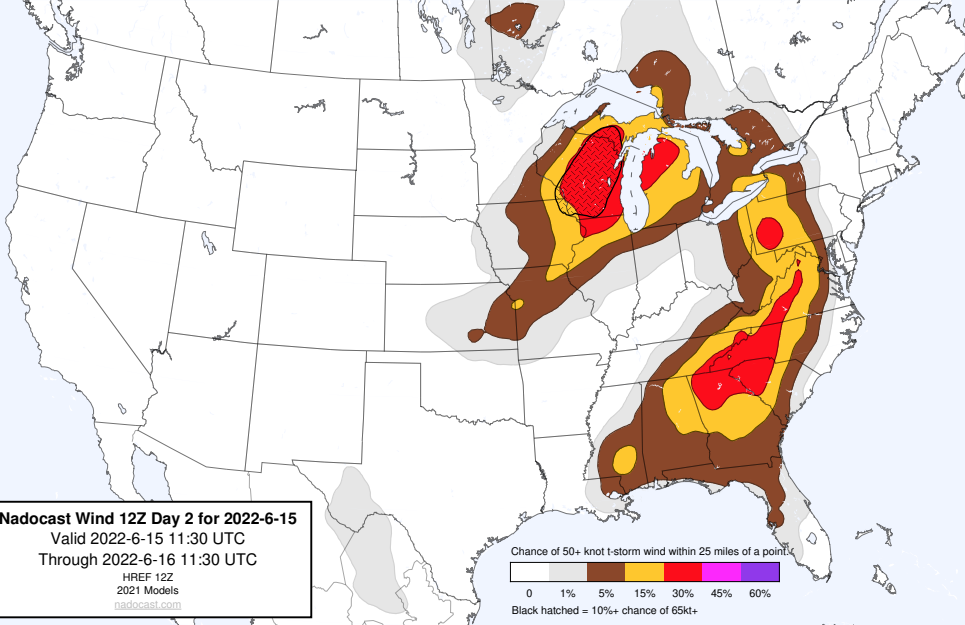 Nadocast Wind 12Z Day 2 for 2022-6-15
Valid 2022-6-15 11:30 UTC
Through 2022-6-16 11:30 UTC
HREF 12Z
2021 Models
nadocast.com
Chance of 50+ knot t-storm wind within 25 miles of a point.
0 1% 5% 15% 30% 45% 60%
Black hatched = 10%+ chance of 65kt+